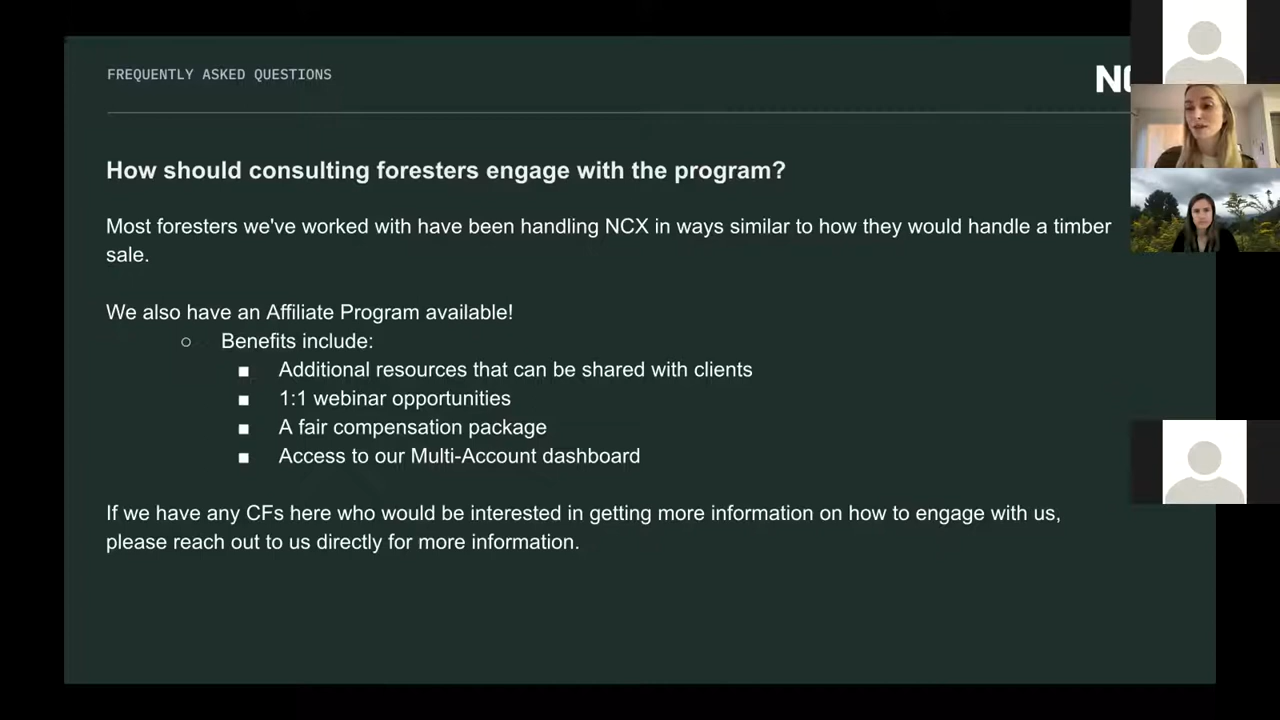 FREQUENTLY ASKED QUESTIONS
How should consulting foresters engage with the program?
Most foresters we've worked with have been handling NCX in ways similar to how they would handle a timber
sale.
We also have an Affiliate Program available!
○ Benefits include:
■ Additional resources that can be shared with clients
■ 1:1 webinar opportunities
■ A fair compensation package
■ Access to our Multi-Account dashboard
If we have any CFs here who would be interested in getting more information on how to engage with us,
please reach out to us directly for more information.